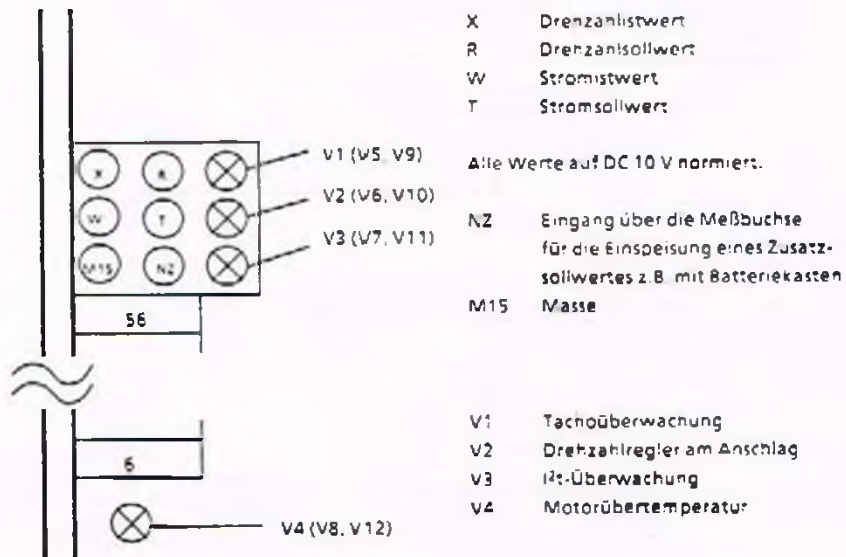 X Drehzahlistwert
R Drehzahlsollwert
W Stromistwert
T Stromsollwert
Alle Werte auf DC 10 V normiert.
NZ Eingang über die Meßbuchse
für die Einspeisung eines Zusatz-
sollwertes z.B. mit Batteriekasten
M15 Masse
X R
V1 (V5, V9)
W T
V2 (V6, V10)
M15 NZ
V3 (V7, V11)
56
6
V4 (V8, V12)
V1 Tachoüberwachung
V2 Drehzahlregler am Anschlag
V3 I²t-Überwachung
V4 Motorübertemperatur